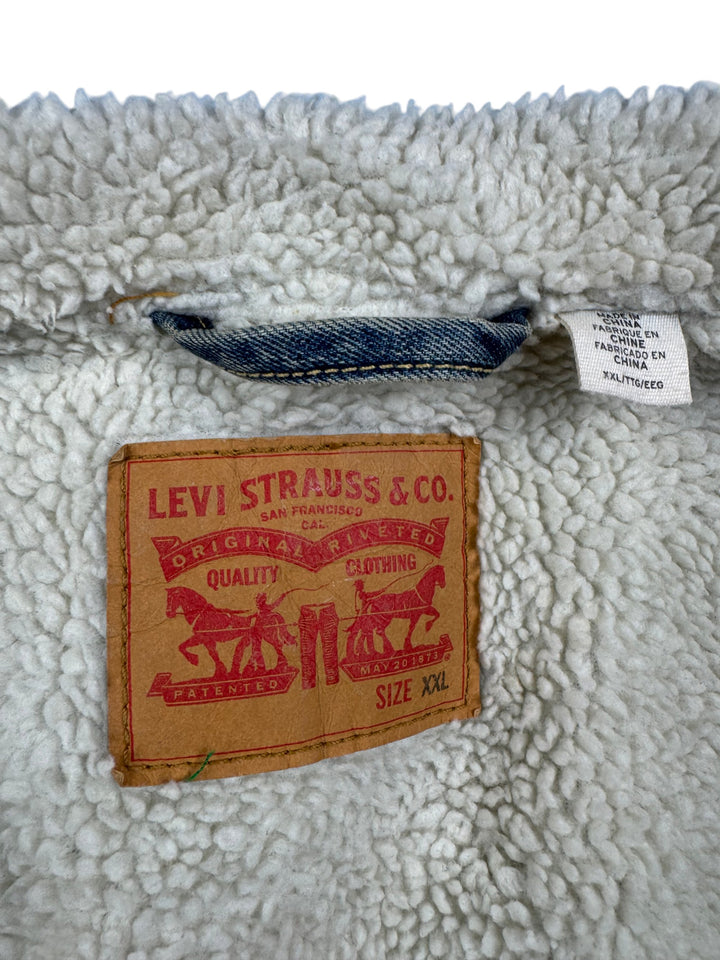 MADE IN
CHINA
FABRIQUÉ EN
CHINE
FABRICADO EN
CHINA
XXL/TTG/EEG
LEVI STRAUSS & CO.
SAN FRANCISCO
CAL.
ORIGINAL RIVETED
QUALITY CLOTHING
PATENTED MAY 20 1873
SIZE XXL